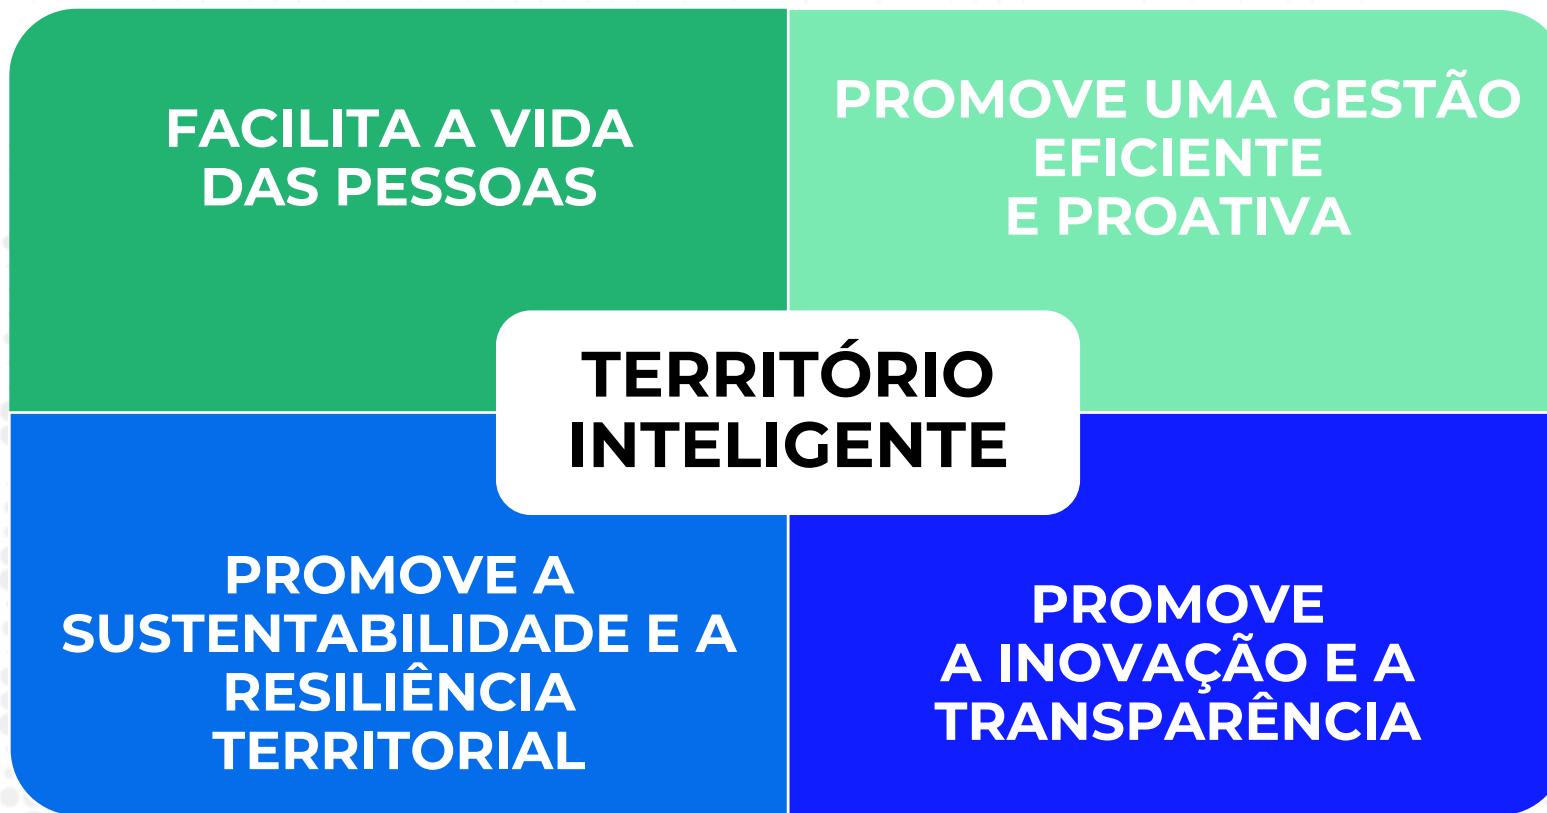 FACILITA A VIDA
DAS PESSOAS
PROMOVE UMA GESTÃO
EFICIENTE
E PROATIVA
TERRITÓRIO
INTELIGENTE
PROMOVE A
SUSTENTABILIDADE E A
RESILIÊNCIA
TERRITORIAL
PROMOVE
A INOVAÇÃO E A
TRANSPARÊNCIA